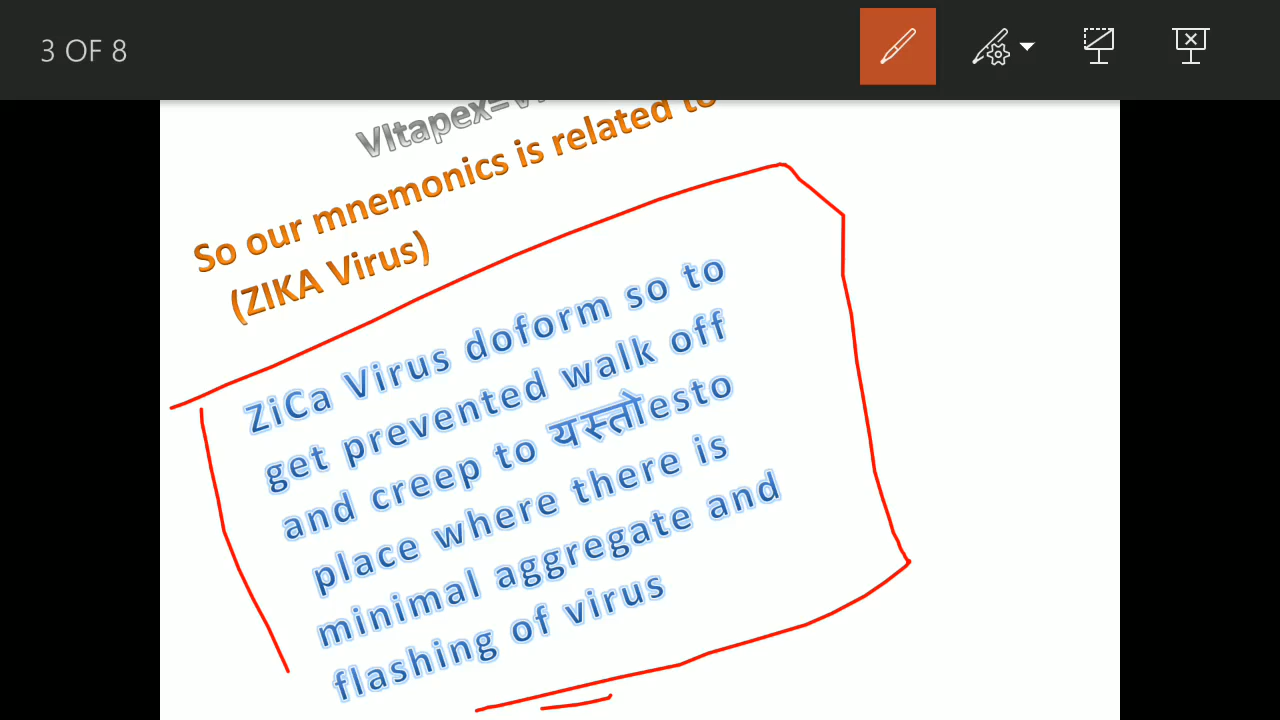 3 OF 8
VItapex=
So our mnemonics is related to
(ZIKA Virus)
ZiCa Virus doform so to
get prevented walk off
and creep to यस्तोesto
place where there is
minimal aggregate and
flashing of virus